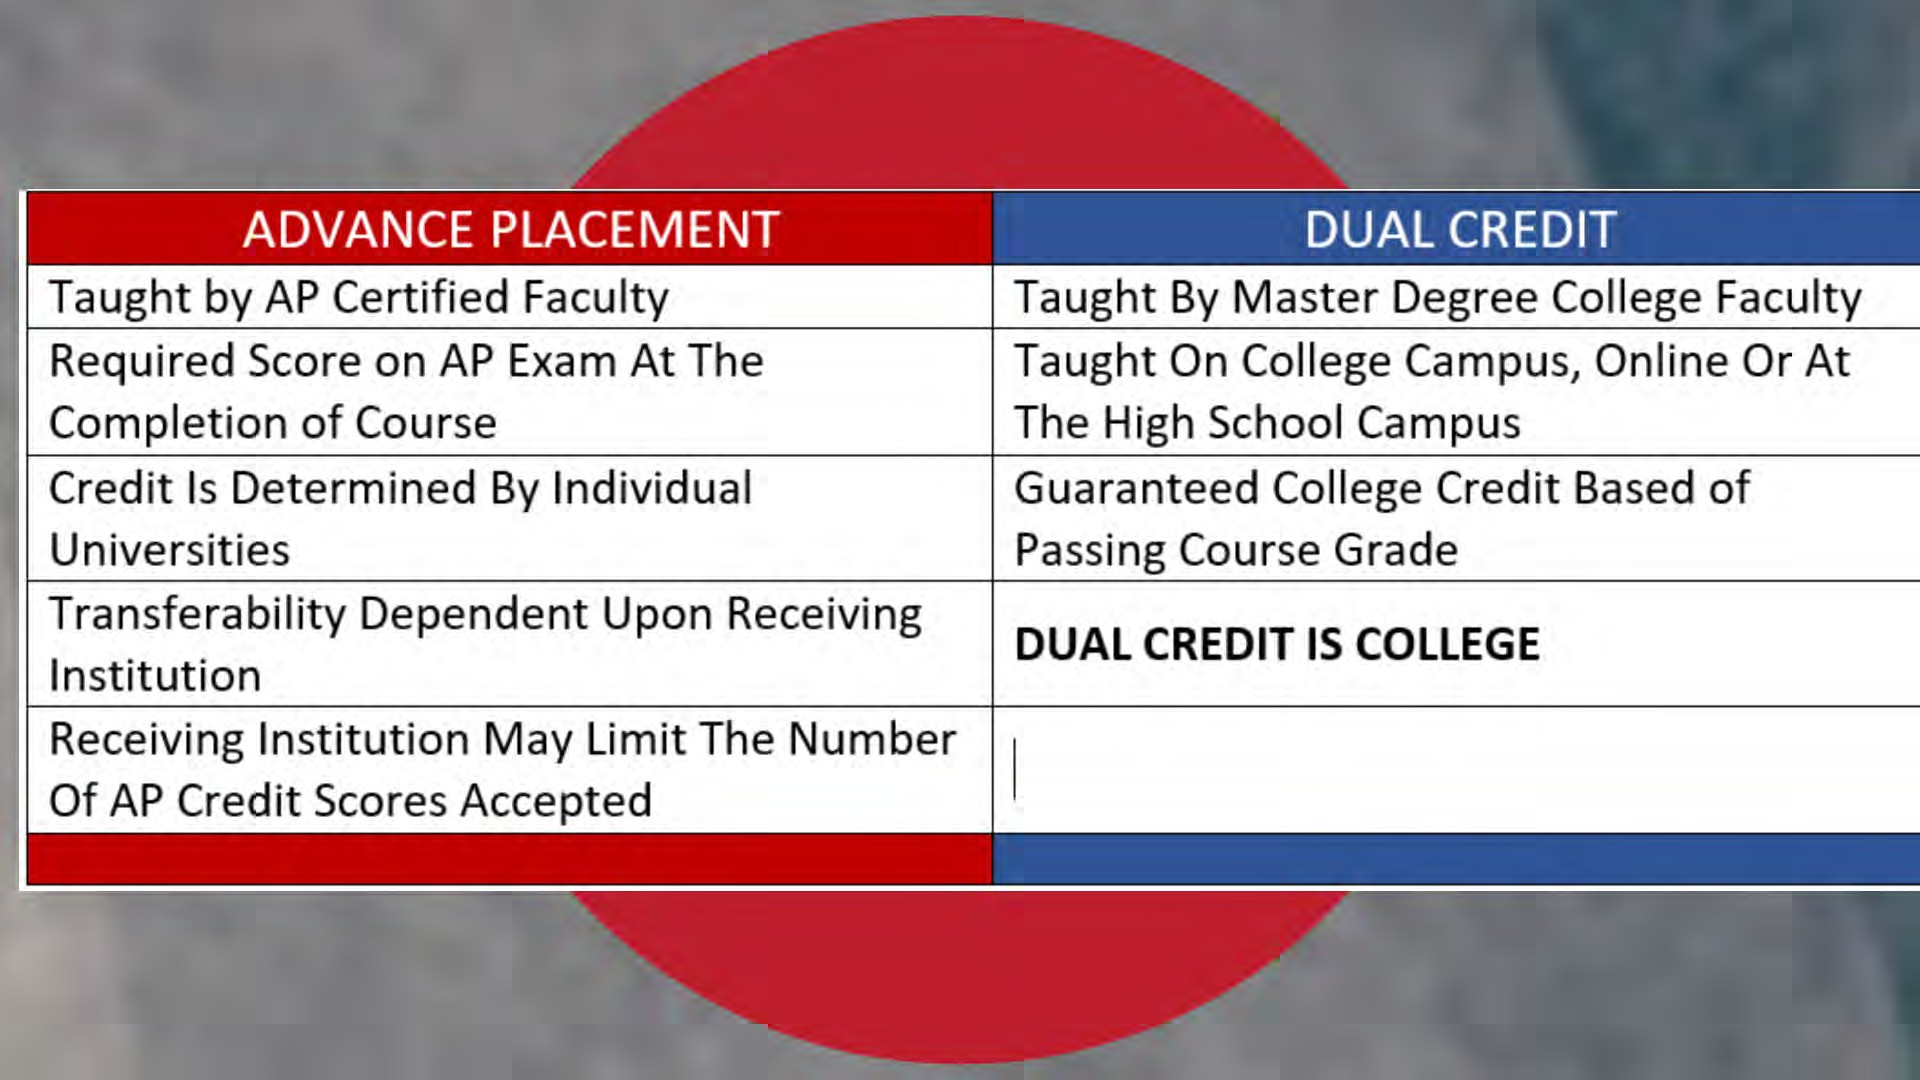 ADVANCE PLACEMENT
DUAL CREDIT
Taught by AP Certified Faculty
Taught By Master Degree College Faculty
Required Score on AP Exam At The
Completion of Course
Taught On College Campus, Online Or At
The High School Campus
Credit Is Determined By Individual
Universities
Guaranteed College Credit Based of
Passing Course Grade
Transferability Dependent Upon Receiving
Institution
DUAL CREDIT IS COLLEGE
Receiving Institution May Limit The Number
Of AP Credit Scores Accepted